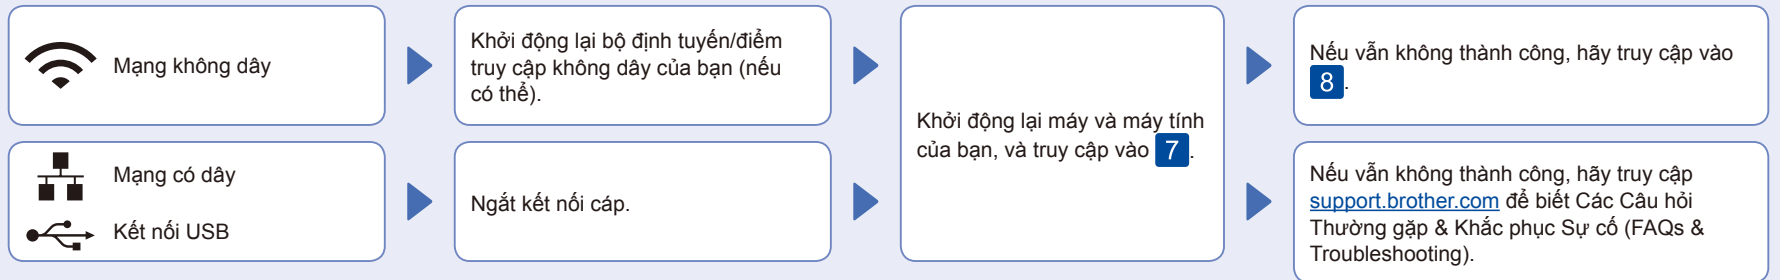 Mạng không dây
Khởi động lại bộ định tuyến/điểm
truy cập không dây của bạn (nếu
có thể).
Mạng có dây
Kết nối USB
Ngắt kết nối cáp.
Khởi động lại máy và máy tính
của bạn, và truy cập vào 7.
Nếu vẫn không thành công, hãy truy cập vào
8.
Nếu vẫn không thành công, hãy truy cập
support.brother.com để biết Các Câu hỏi
Thường gặp & Khắc phục Sự cố (FAQs &
Troubleshooting).